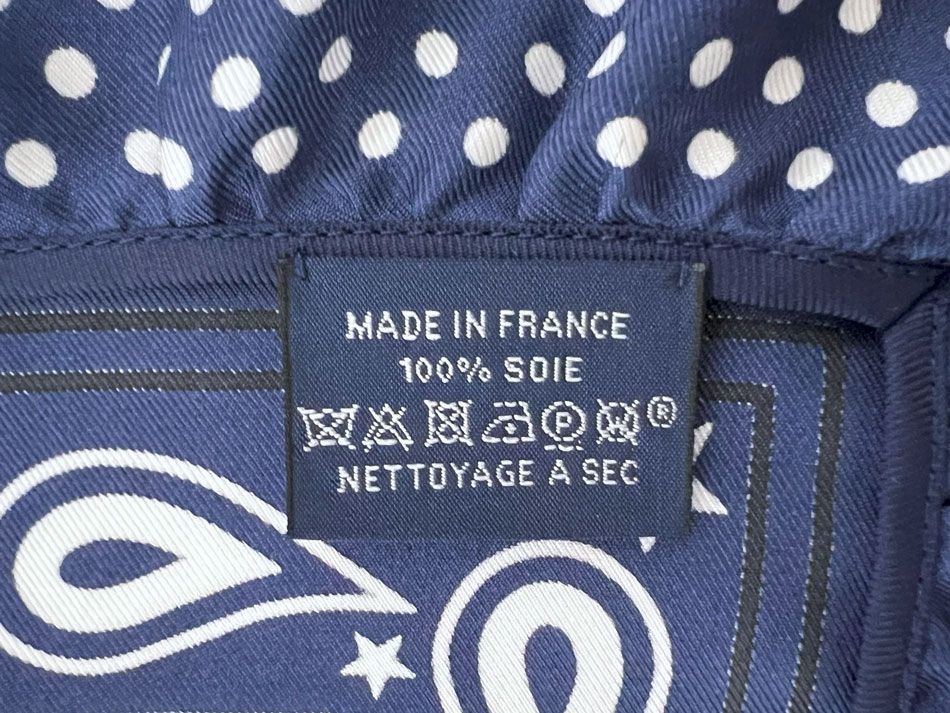 MADE IN FRANCE
100% SOIE
P W ®
NETTOYAGE A SEC